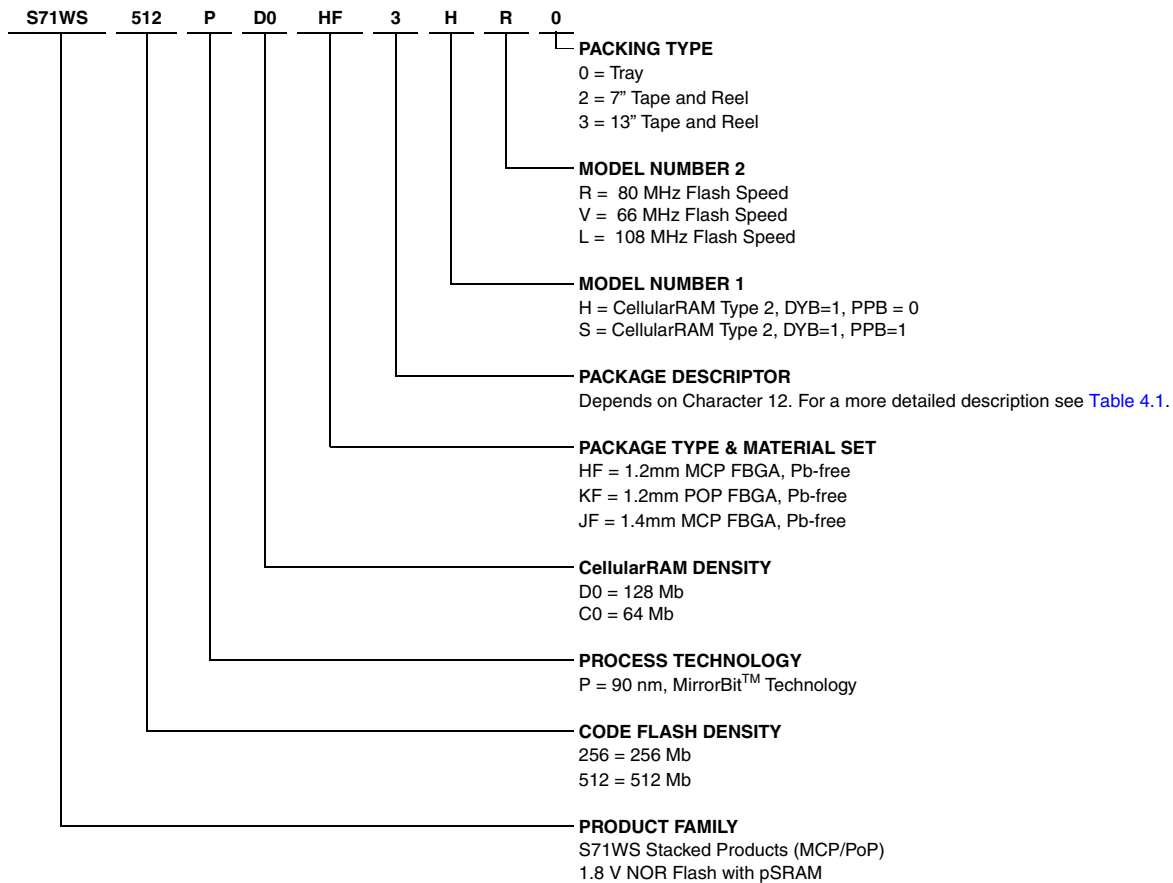 S71WS 512 P D0 HF 3 H R 0
PACKING TYPE
0 = Tray
2 = 7” Tape and Reel
3 = 13” Tape and Reel
MODEL NUMBER 2
R = 80 MHz Flash Speed
V = 66 MHz Flash Speed
L = 108 MHz Flash Speed
MODEL NUMBER 1
H = CellularRAM Type 2, DYB=1, PPB = 0
S = CellularRAM Type 2, DYB=1, PPB=1
PACKAGE DESCRIPTOR
Depends on Character 12. For a more detailed description see Table 4.1.
PACKAGE TYPE & MATERIAL SET
HF = 1.2mm MCP FBGA, Pb-free
KF = 1.2mm POP FBGA, Pb-free
JF = 1.4mm MCP FBGA, Pb-free
CellularRAM DENSITY
D0 = 128 Mb
C0 = 64 Mb
PROCESS TECHNOLOGY
P = 90 nm, MirrorBit™ Technology
CODE FLASH DENSITY
256 = 256 Mb
512 = 512 Mb
PRODUCT FAMILY
S71WS Stacked Products (MCP/PoP)
1.8 V NOR Flash with pSRAM